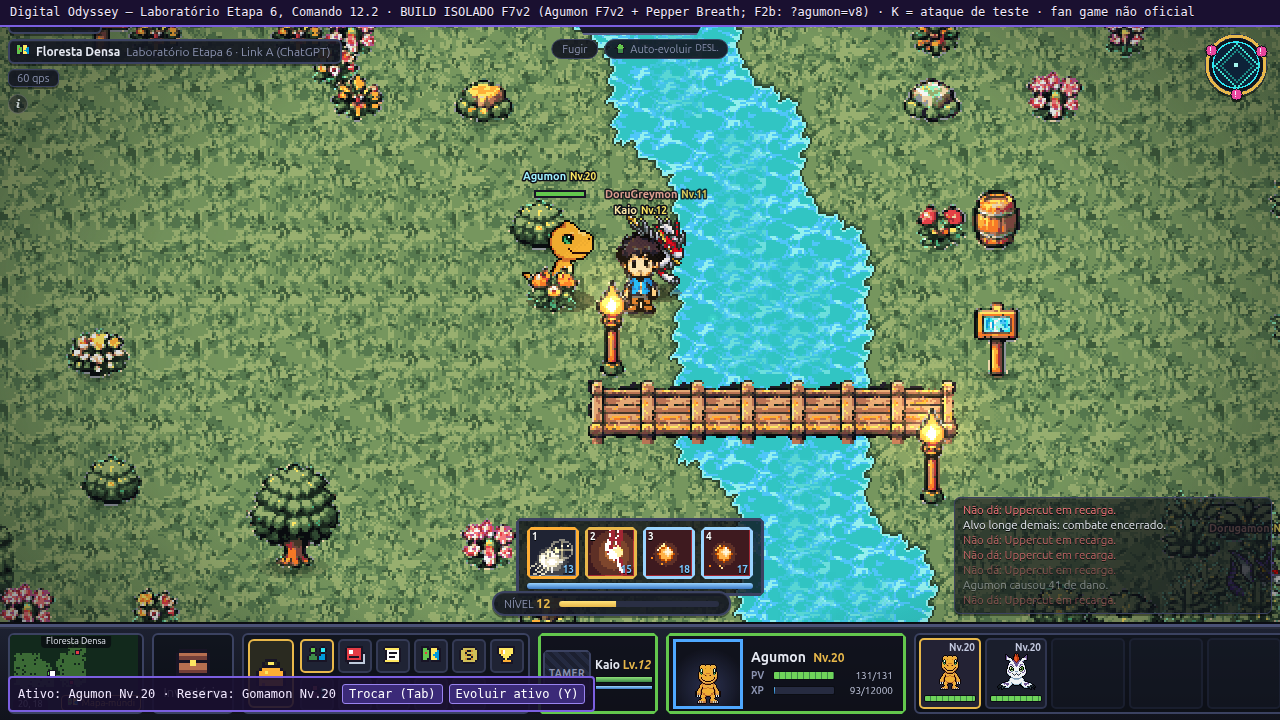 Digital Odyssey — Laboratório Etapa 6, Comando 12.2 · BUILD ISOLADO F7v2 (Agumon F7v2 + Pepper Breath; F2b: ?agumon=v8) · K = ataque de teste · fan game não oficial
Floresta Densa Laboratório Etapa 6 · Link A (ChatGPT)
Fugir
Auto-evoluir DESL.
60 qps
i
Agumon Nv.20
DoruGreymon Nv.11
Kaio Nv.12
Não dá: Uppercut em recarga.
Alvo longe demais: combate encerrado.
Não dá: Uppercut em recarga.
Não dá: Uppercut em recarga.
Não dá: Uppercut em recarga.
Agumon causou 41 de dano.
Não dá: Uppercut em recarga.
Dorugamon
1 13
2 15
3 18
4 17
NÍVEL 12
Floresta Densa
TAMER
Kaio Lv.12
Agumon Nv.20
PV 131/131
XP 93/12000
Nv.20
Nv.20
Ativo: Agumon Nv.20 · Reserva: Gomamon Nv.20 Trocar (Tab) Evoluir ativo (Y)